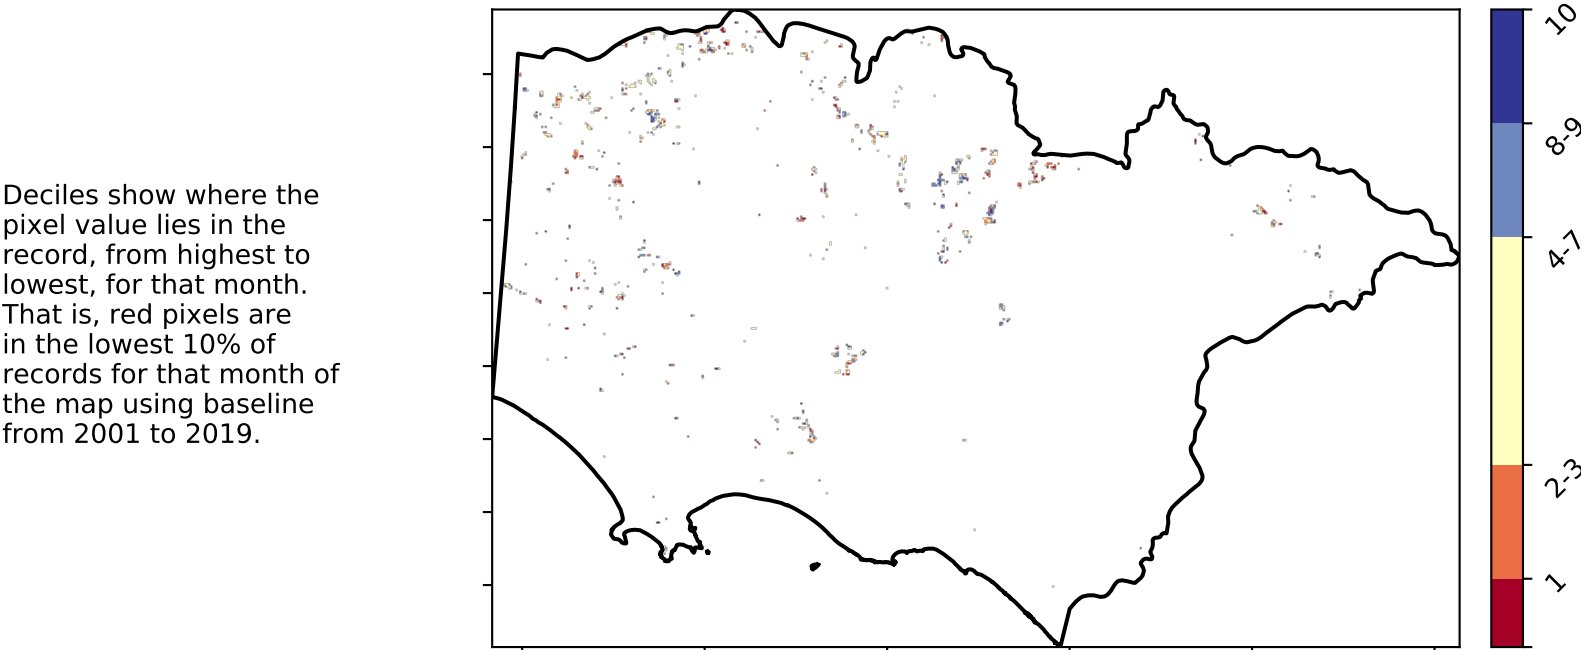 Deciles show where the
pixel value lies in the
record, from highest to
lowest, for that month.
That is, red pixels are
in the lowest 10% of
records for that month of
the map using baseline
from 2001 to 2019.
10
8-9
4-7
2-3
1